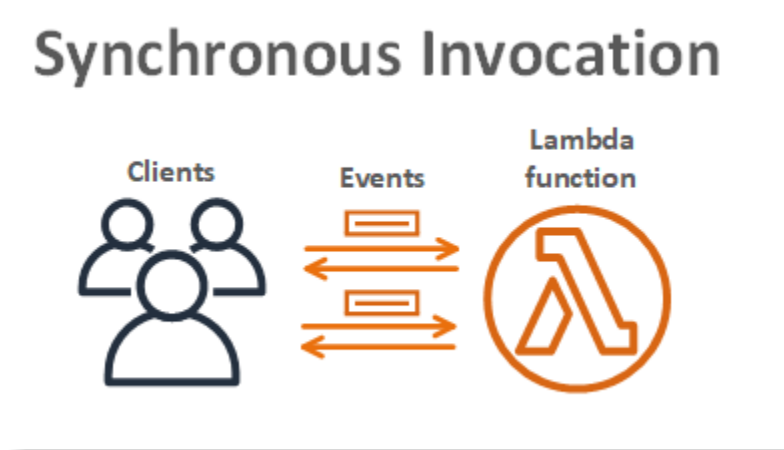 Synchronous Invocation
Clients
Events
Lambda
function